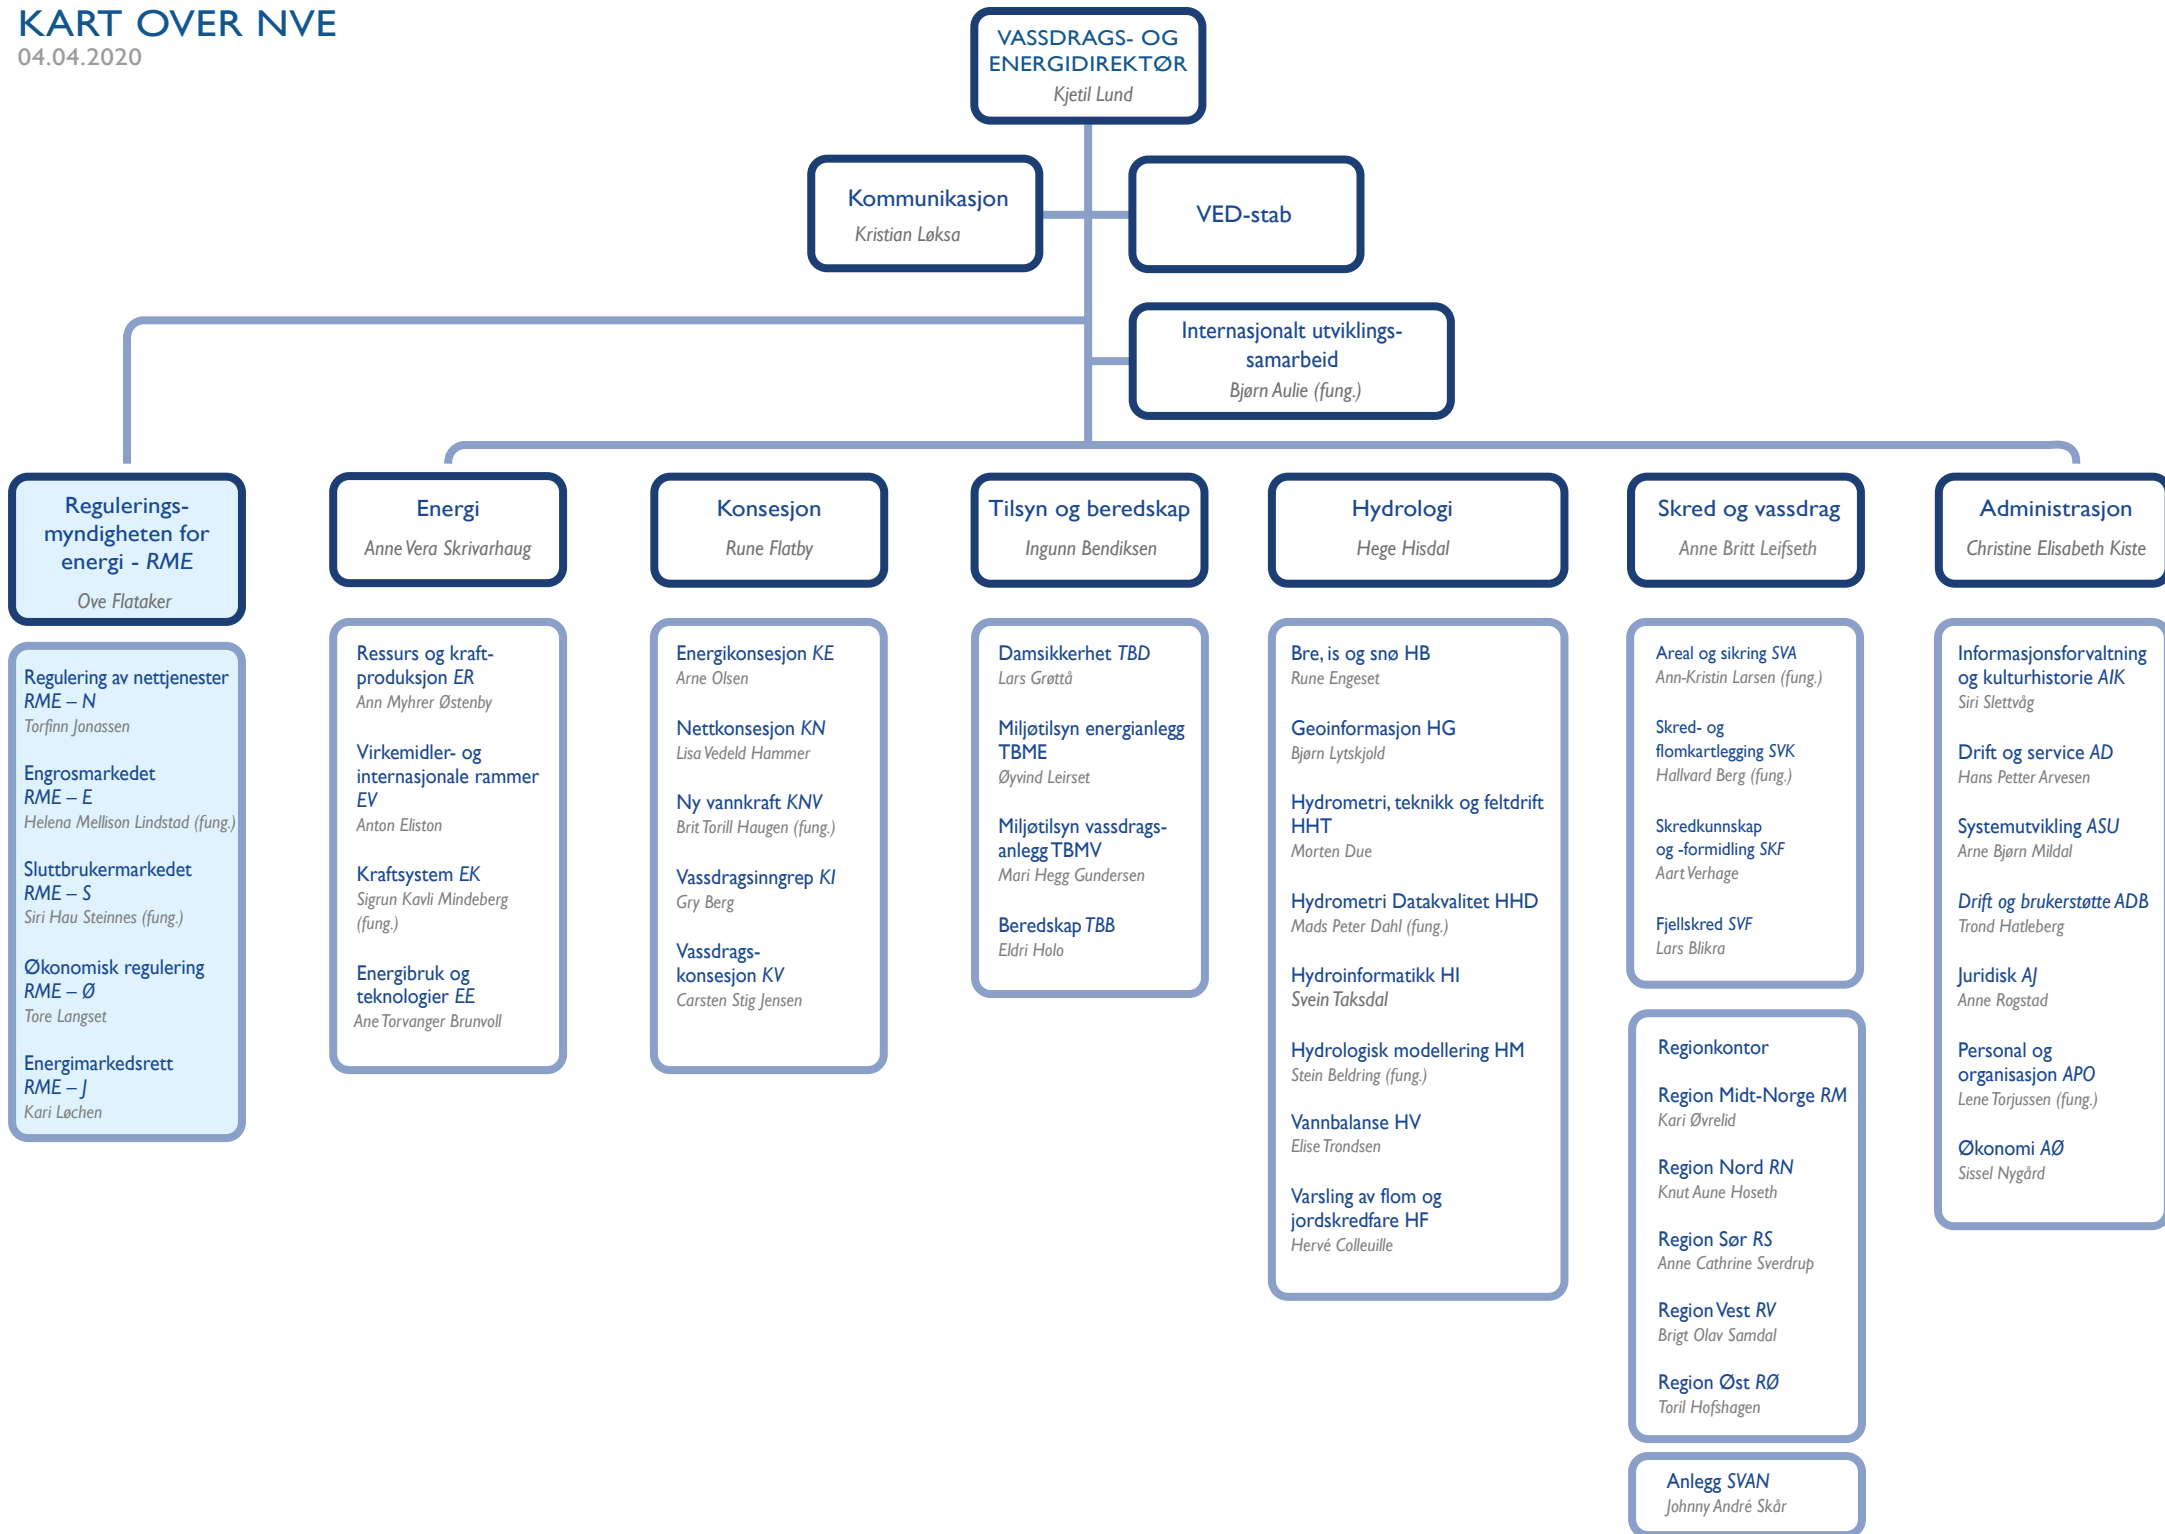 KART OVER NVE
04.04.2020
VASSDRAGS- OG
ENERGIDIREKTØR
Kjetil Lund
Kommunikasjon
Kristian Løksa
VED-stab
Internasjonalt utviklings-
samarbeid
Bjørn Aulie (fung.)
Regulerings-
myndigheten for
energi - RME
Ove Flataker
Regulering av nettjenester
RME – N
Torfinn Jonassen
Engrosmarkedet
RME – E
Helena Mellison Lindstad (fung.)
Sluttbrukermarkedet
RME – S
Siri Hau Steinnes (fung.)
Økonomisk regulering
RME – Ø
Tore Langset
Energimarkedsrett
RME – J
Kari Løchen
Energi
Anne Vera Skrivarhaug
Ressurs og kraft-
produksjon ER
Ann Myhrer Østenby
Virkemidler- og
internasjonale rammer
EV
Anton Eliston
Kraftsystem EK
Sigrun Kavli Mindeberg
(fung.)
Energibruk og
teknologier EE
Ane Torvanger Brunvoll
Konsesjon
Rune Flatby
Energikonsesjon KE
Arne Olsen
Nettkonsesjon KN
Lisa Vedeld Hammer
Ny vannkraft KNV
Brit Torill Haugen (fung.)
Vassdragsinngrep KI
Gry Berg
Vassdrags-
konsesjon KV
Carsten Stig Jensen
Tilsyn og beredskap
Ingunn Bendiksen
Damsikkerhet TBD
Lars Grøttå
Miljøtilsyn energianlegg
TBME
Øyvind Leirset
Miljøtilsyn vassdrags-
anlegg TBMV
Mari Hegg Gundersen
Beredskap TBB
Eldri Holo
Hydrologi
Hege Hisdal
Bre, is og snø HB
Rune Engeset
Geoinformasjon HG
Bjørn Lytskjold
Hydrometri, teknikk og feltdrift
HHT
Morten Due
Hydrometri Datakvalitet HHD
Mads Peter Dahl (fung.)
Hydroinformatikk HI
Svein Taksdal
Hydrologisk modellering HM
Stein Beldring (fung.)
Vannbalanse HV
Elise Trondsen
Varsling av flom og
jordskredfare HF
Hervé Colleuille
Skred og vassdrag
Anne Britt Leifseth
Areal og sikring SVA
Ann-Kristin Larsen (fung.)
Skred- og
flomkartlegging SVK
Hallvard Berg (fung.)
Skredkunnskap
og -formidling SKF
Aart Verhage
Fjellskred SVF
Lars Blikra
Regionkontor
Region Midt-Norge RM
Kari Øvrelid
Region Nord RN
Knut Aune Hoseth
Region Sør RS
Anne Cathrine Sverdrup
Region Vest RV
Brigt Olav Samdal
Region Øst RØ
Toril Hofshagen
Anlegg SVAN
Johnny André Skår
Administrasjon
Christine Elisabeth Kiste
Informasjonsforvaltning
og kulturhistorie AIK
Siri Slettvåg
Drift og service AD
Hans Petter Arvesen
Systemutvikling ASU
Arne Bjørn Mildal
Drift og brukerstøtte ADB
Trond Hatleberg
Juridisk AJ
Anne Rogstad
Personal og
organisasjon APO
Lene Torjussen (fung.)
Økonomi AØ
Sissel Nygård